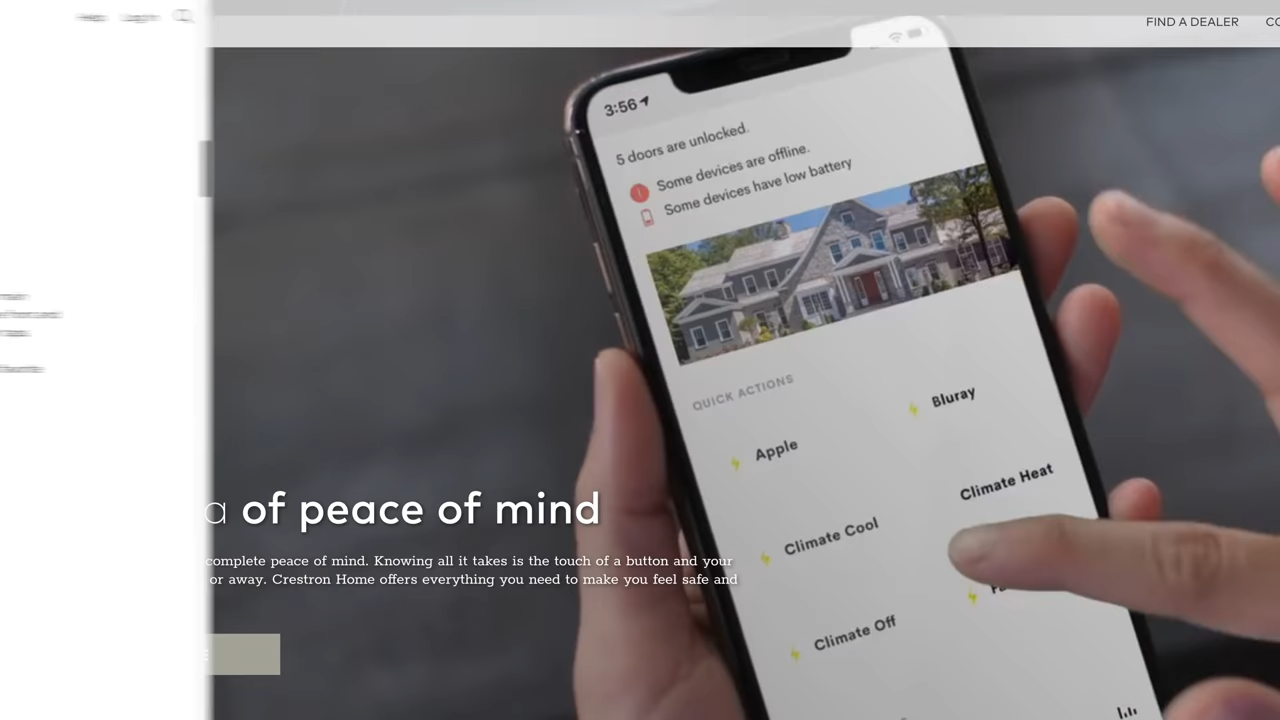 FIND A DEALER
3:56
5 doors are unlocked.
Some devices are offline.
Some devices have low battery
QUICK ACTIONS
Bluray
Apple
Climate Heat
Climate Cool
Climate Off
a of peace of mind
complete peace of mind. Knowing all it takes is the touch of a button and your
or away. Crestron Home offers everything you need to make you feel safe and